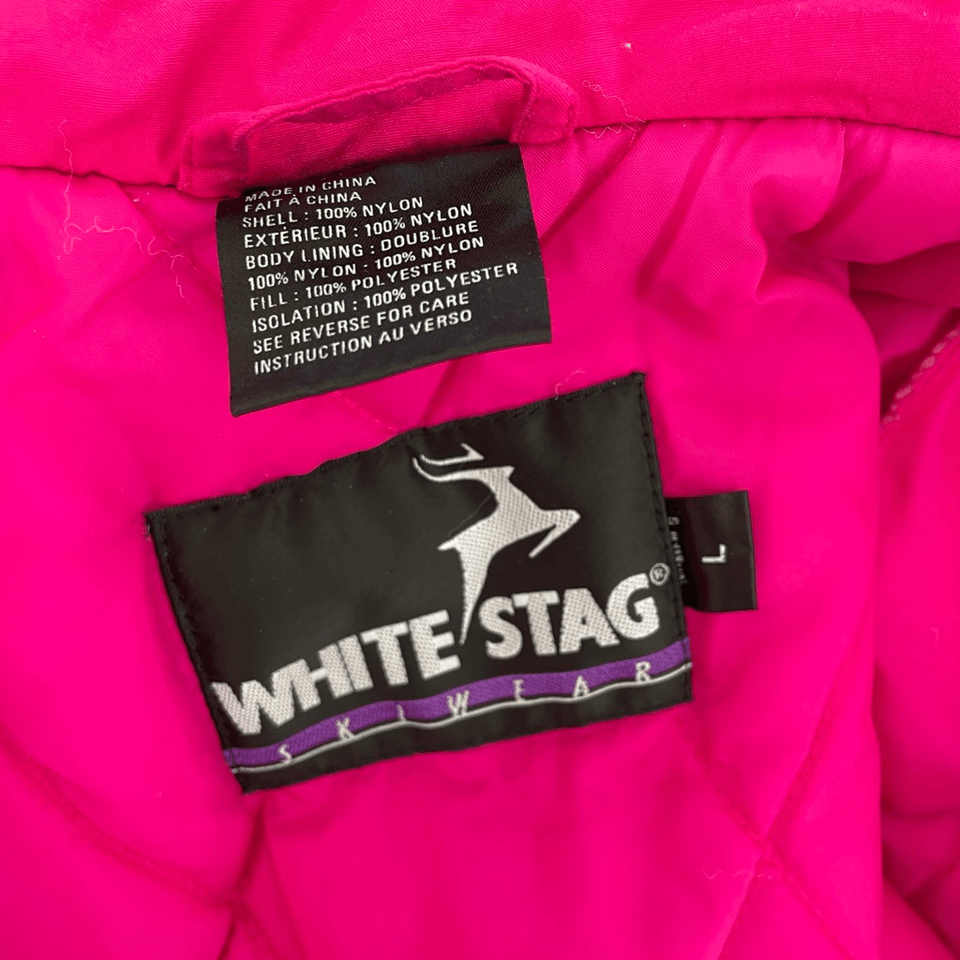 MADE IN CHINA
FAIT À CHINA
SHELL : 100% NYLON
EXTÉRIEUR : 100% NYLON
BODY LINING : DOUBLURE
100% NYLON - 100% NYLON
FILL : 100% POLYESTER
ISOLATION : 100% POLYESTER
SEE REVERSE FOR CARE
INSTRUCTION AU VERSO
WHITE STAG®
SKIWEAR
L